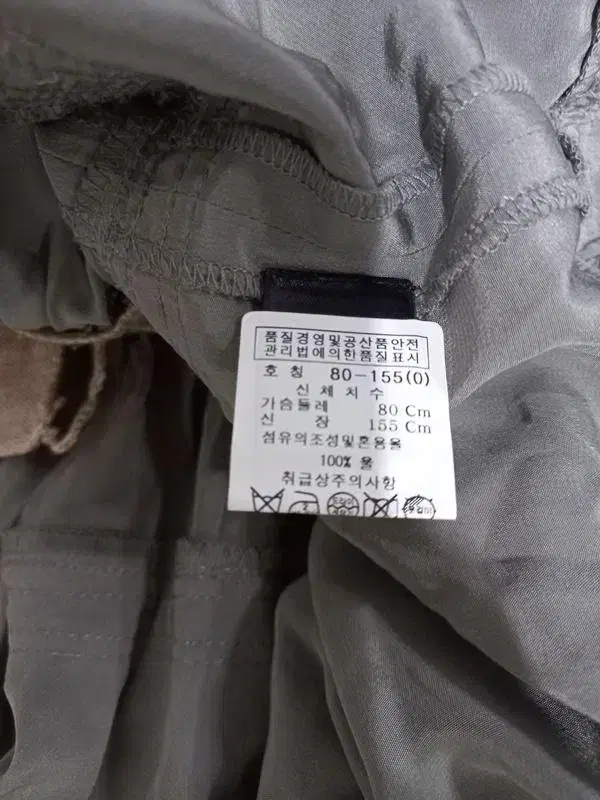 품질경영및공산품안전
관리법에의한품질표시
호 칭 80-155(0)
신 체 치 수
가슴둘레 80 Cm
신 장 155 Cm
섬유의조성및혼용율
100% 울
취급상주의사항
드라이